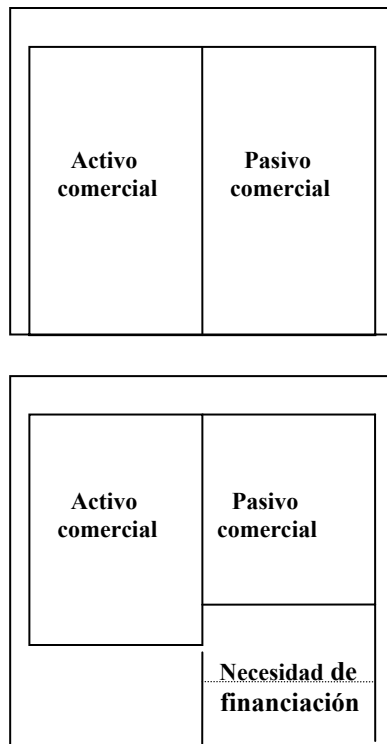 Activo Pasivo
comercial comercial
Activo Pasivo
comercial comercial
Necesidad de
financiación